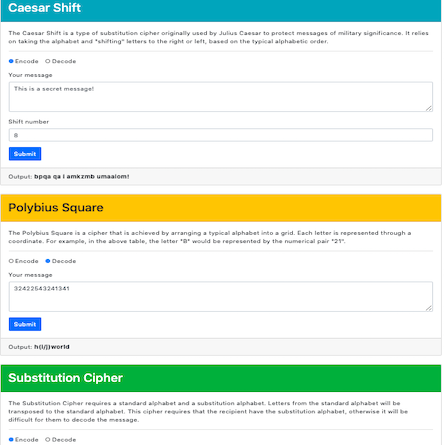 Caesar Shift
The Caesar Shift is a type of substitution cipher originally used by Julius Caesar to protect messages of military significance. It relies
on taking the alphabet and "shifting" letters to the right or left, based on the typical alphabetic order.
Encode Decode
Your message
This is a secret message!
Shift number
8
Submit
Output: bpqa qa i amkzmb umaaiom!
Polybius Square
The Polybius Square is a cipher that is achieved by arranging a typical alphabet into a grid. Each letter is represented through a
coordinate. For example, in the above table, the letter "B" would be represented by the numerical pair "21".
Encode Decode
Your message
32422543241341
Submit
Output: h(i/j)world
Substitution Cipher
The Substitution Cipher requires a standard alphabet and a substitution alphabet. Letters from the standard alphabet will be
transposed to the standard alphabet. This cipher requires that the recipient have the substitution alphabet, otherwise it will be
difficult for them to decode the message.
Encode Decode